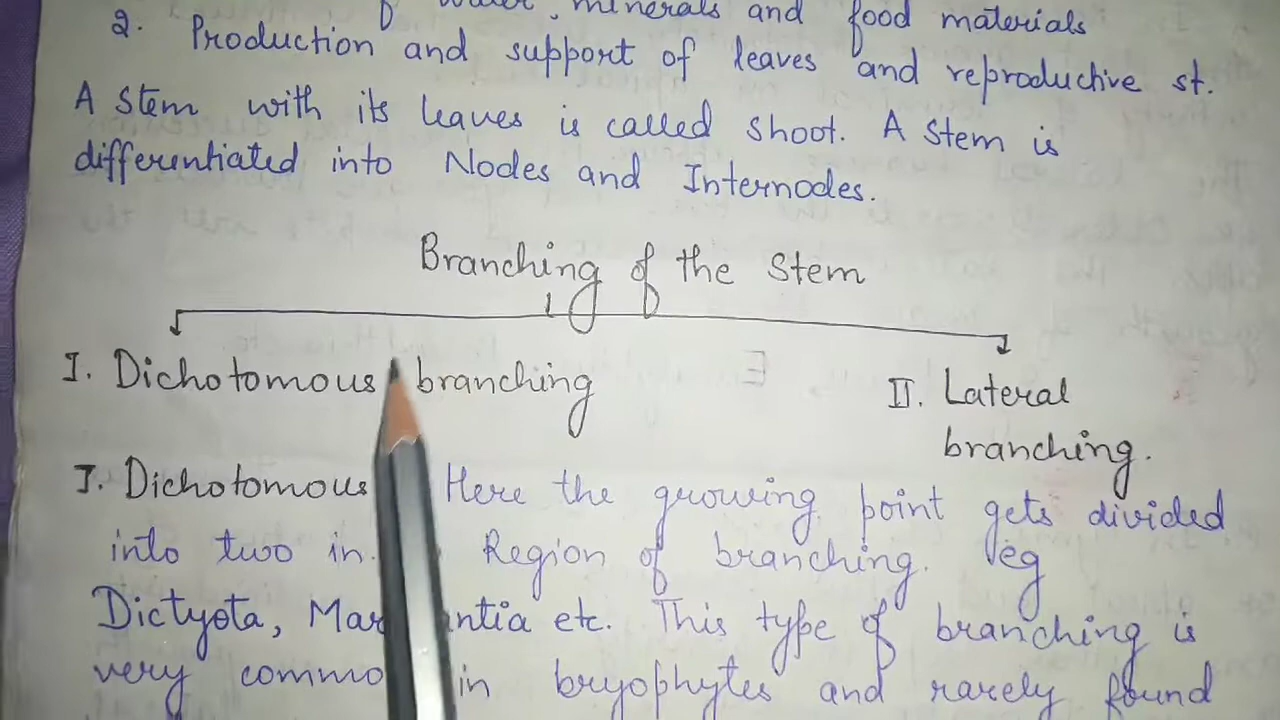 water, minerals and food materials
2. Production and support of leaves and reproductive st.
A stem with its leaves is called shoot. A stem is
differentiated into Nodes and Internodes.
Branching of the stem
I. Dichotomous branching
II. Lateral
branching.
I. Dichotomous Here the growing point gets divided
into two in Region of branching. eg
Dictyota, etc. This type of branching is
very in bryophytes and rarely found